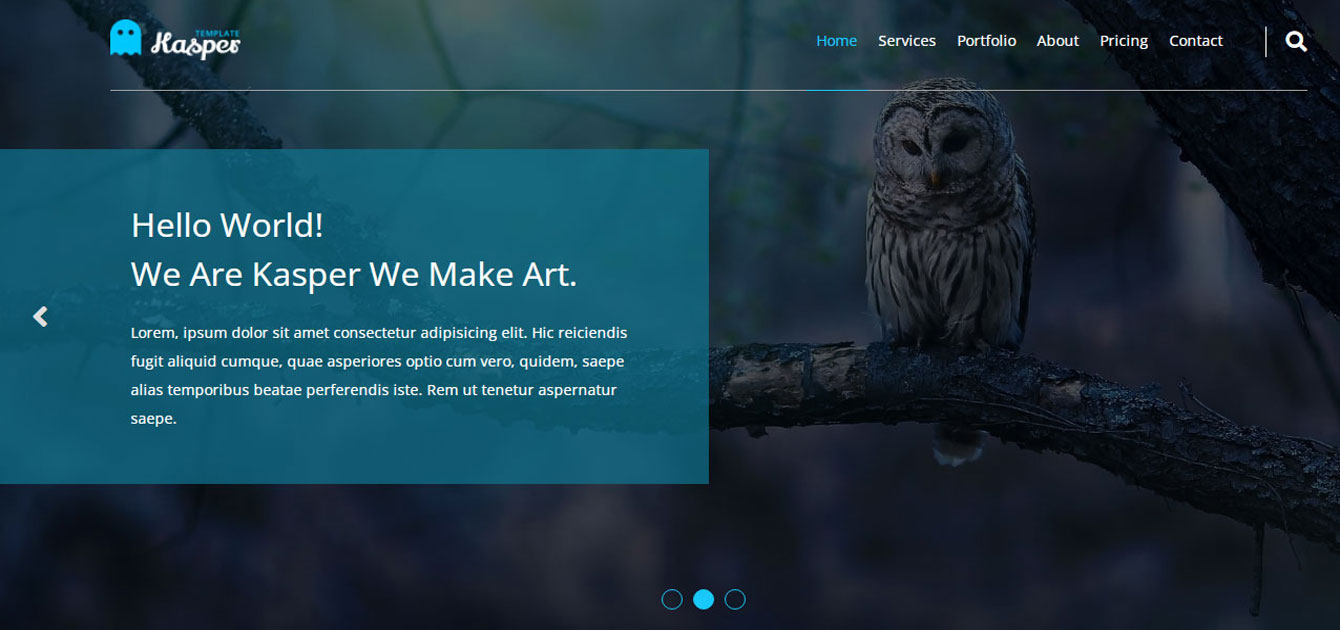 TEMPLATE
Kasper
Home Services Portfolio About Pricing Contact
Hello World!
We Are Kasper We Make Art.
Lorem, ipsum dolor sit amet consectetur adipisicing elit. Hic reiciendis
fugit aliquid cumque, quae asperiores optio cum vero, quidem, saepe
alias temporibus beatae perferendis iste. Rem ut tenetur aspernatur
saepe.